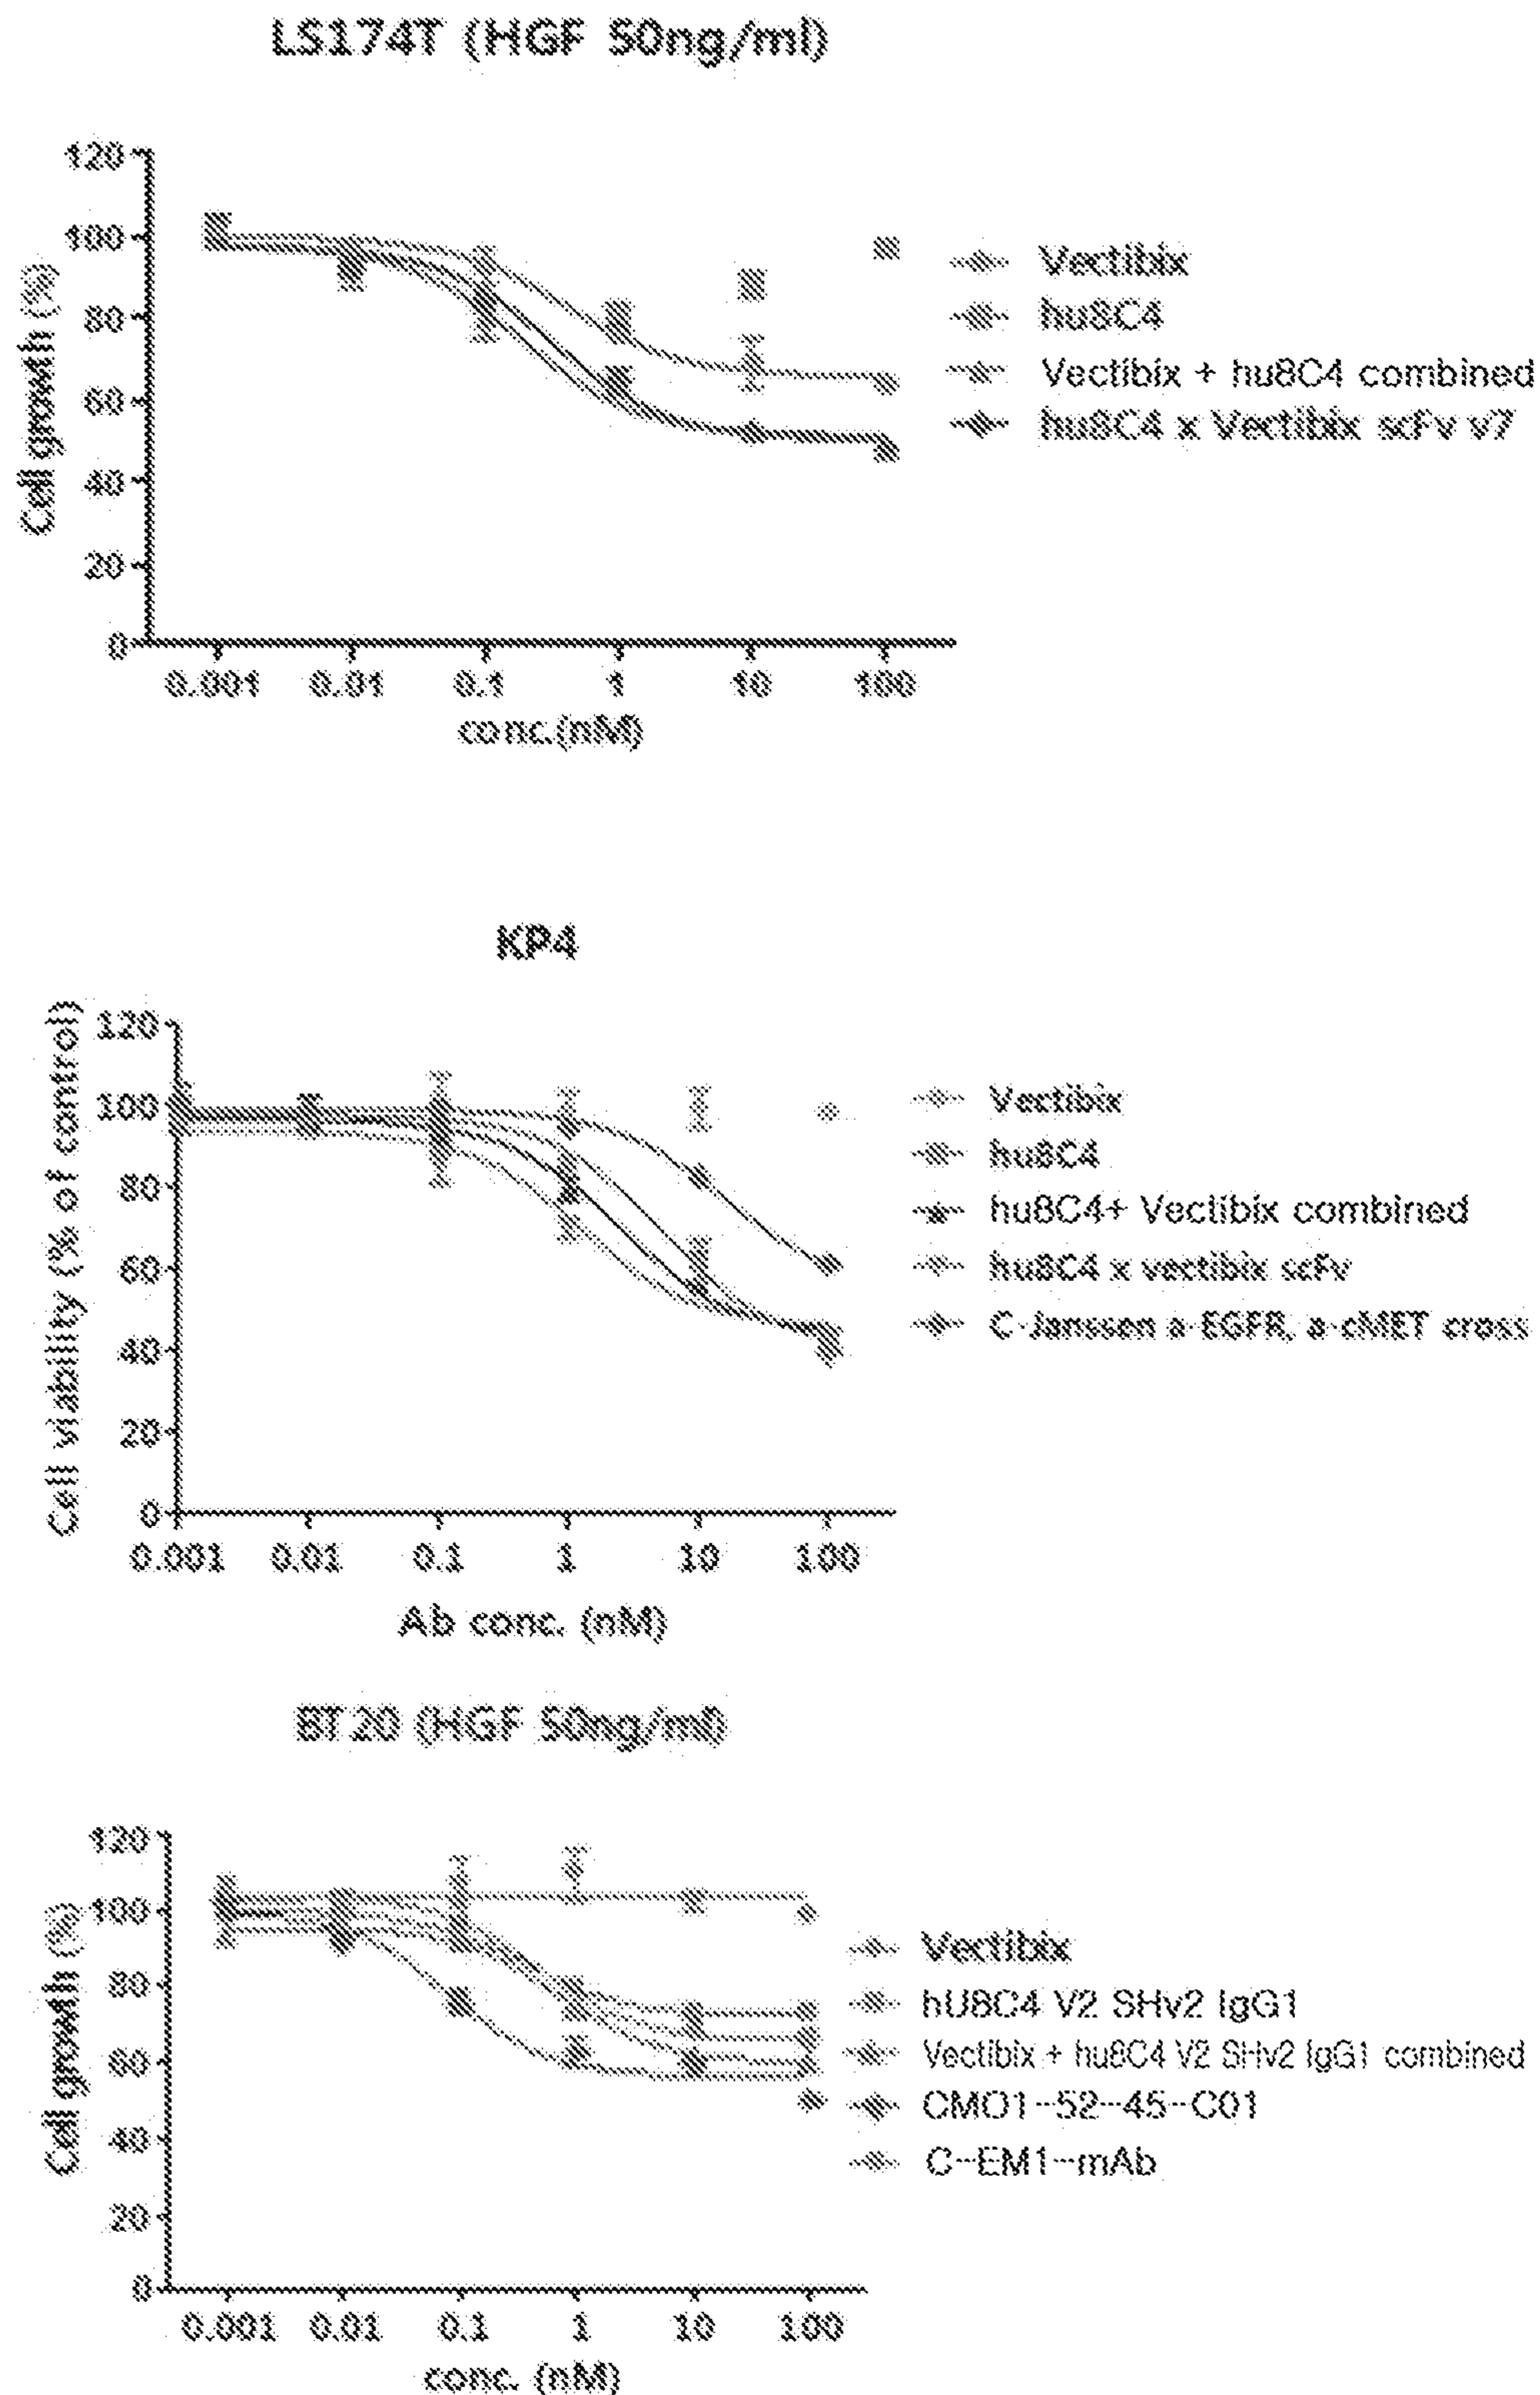 LS174T (HGF 50ng/ml)
120
100
80
60
40
20
0
Cell growth (%)
0.001 0.01 0.1 1 10 100
conc.(nM)
Vectibix
hu8C4
Vectibix + hu8C4 combined
hu8C4 x Vectibix scFv v7
KP4
120
100
80
60
40
20
0
Cell viability (% of control)
0.001 0.01 0.1 1 10 100
Ab conc. (nM)
Vectibix
hu8C4
hu8C4+ Vectibix combined
hu8C4 x vectibix scFv
C-Janssen a-EGFR, a-cMET cross
BT20 (HGF 50ng/ml)
120
100
80
60
40
20
0
Cell growth (%)
0.001 0.01 0.1 1 10 100
conc. (nM)
Vectibix
hU8C4 V2 SHv2 IgG1
Vectibix + hu8C4 V2 SHv2 IgG1 combined
CMO1-52-45-C01
C-EM1-mAb